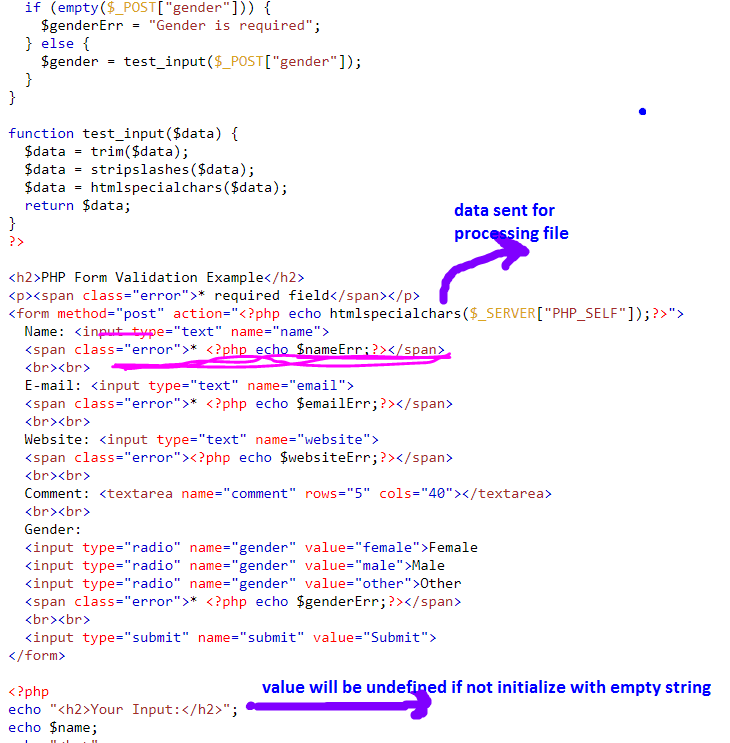 if (empty($_POST["gender"])) {
$genderErr = "Gender is required";
} else {
$gender = test_input($_POST["gender"]);
}
}
function test_input($data) {
$data = trim($data);
$data = stripslashes($data);
$data = htmlspecialchars($data);
return $data;
}
?>
data sent for
processing file
<h2>PHP Form Validation Example</h2>
<p><span class="error">* required field</span></p>
<form method="post" action="<?php echo htmlspecialchars($_SERVER["PHP_SELF"]);?>">
Name: <input type="text" name="name">
<span class="error">* <?php echo $nameErr;?></span>
<br><br>
E-mail: <input type="text" name="email">
<span class="error">* <?php echo $emailErr;?></span>
<br><br>
Website: <input type="text" name="website">
<span class="error"><?php echo $websiteErr;?></span>
<br><br>
Comment: <textarea name="comment" rows="5" cols="40"></textarea>
<br><br>
Gender:
<input type="radio" name="gender" value="female">Female
<input type="radio" name="gender" value="male">Male
<input type="radio" name="gender" value="other">Other
<span class="error">* <?php echo $genderErr;?></span>
<br><br>
<input type="submit" name="submit" value="Submit">
</form>
<?php
value will be undefined if not initialize with empty string
echo "<h2>Your Input:</h2>";
echo $name;